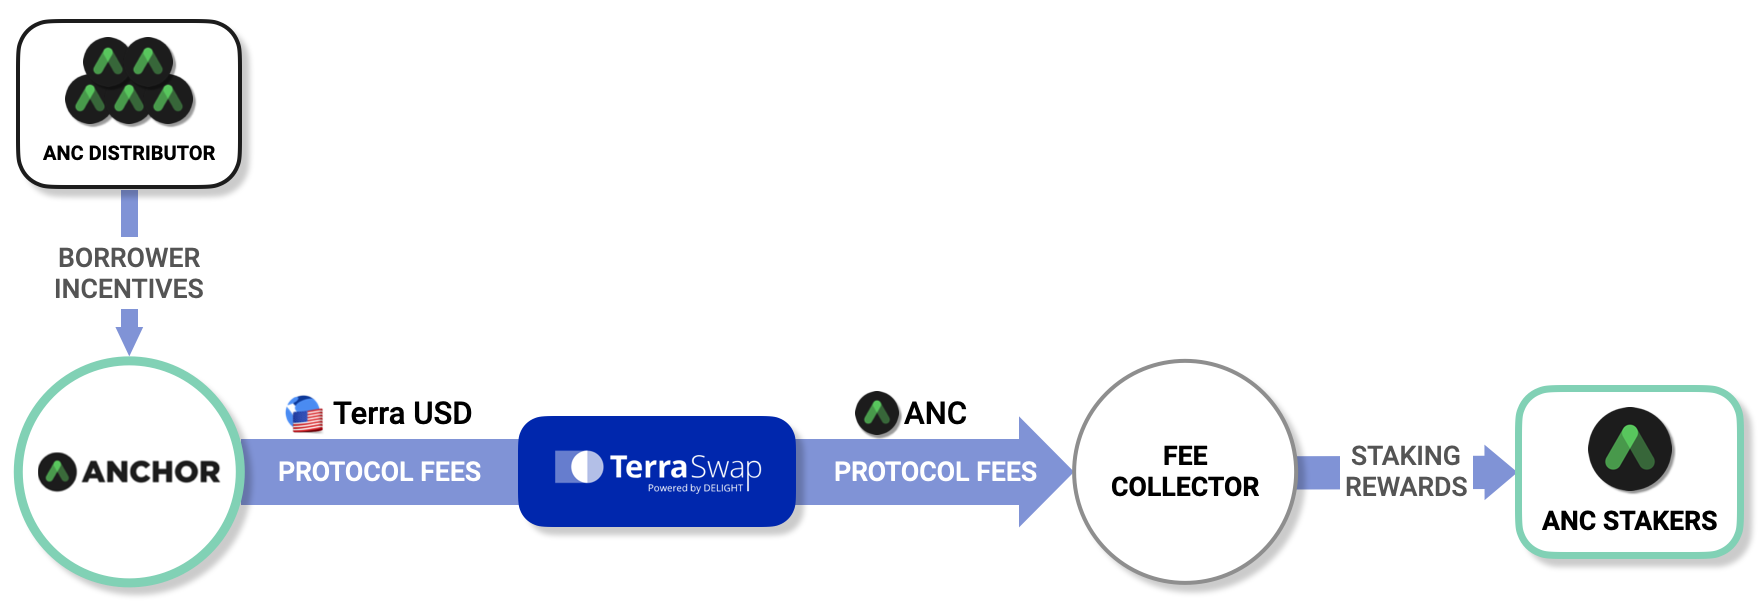 ANC DISTRIBUTOR
BORROWER
INCENTIVES
ANCHOR
Terra USD
PROTOCOL FEES
TerraSwap
Powered by DELIGHT
ANC
PROTOCOL FEES
FEE
COLLECTOR
STAKING
REWARDS
ANC STAKERS